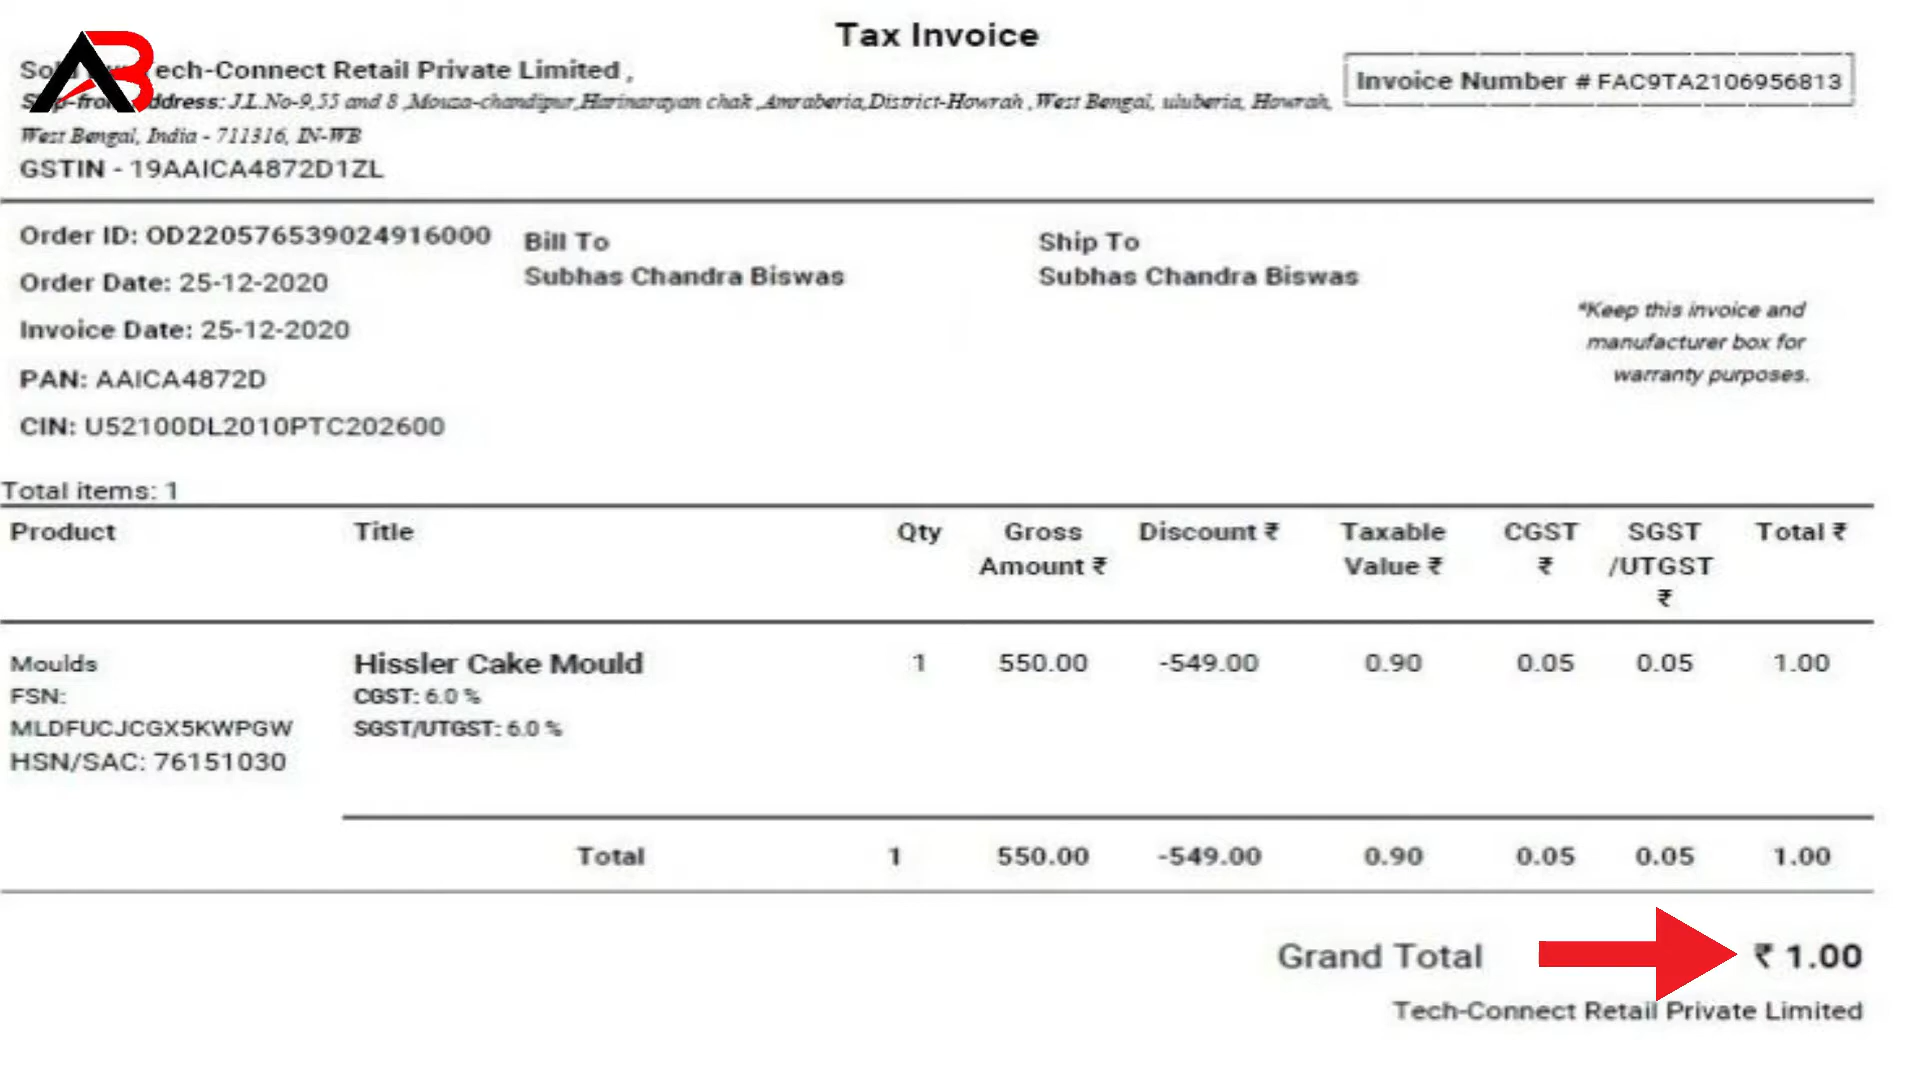 Tax Invoice
AB
ech-Connect Retail Private Limited ,
Invoice Number # FAC9TA2106956813
ddress: J.L.No-9,55 and 8 ,Mouza-chandipur,Harinarayan chak ,Amraberia,District-Howrah ,West Bengal, uluberia, Howrah,
West Bengal, India - 711316, IN-WB
GSTIN - 19AAICA4872D1ZL
Order ID: OD220576539024916000
Order Date: 25-12-2020
Invoice Date: 25-12-2020
PAN: AAICA4872D
CIN: U52100DL2010PTC202600
Bill To
Subhas Chandra Biswas
Ship To
Subhas Chandra Biswas
*Keep this invoice and
manufacturer box for
warranty purposes.
Total items: 1
Product Title Qty Gross Amount ₹ Discount ₹ Taxable Value ₹ CGST ₹ SGST /UTGST ₹ Total ₹
Moulds Hissler Cake Mould 1 550.00 -549.00 0.90 0.05 0.05 1.00
FSN: CGST: 6.0 %
MLDFUCJCGX5KWPGW SGST/UTGST: 6.0 %
HSN/SAC: 76151030
Total 1 550.00 -549.00 0.90 0.05 0.05 1.00
Grand Total ₹ 1.00
Tech-Connect Retail Private Limited